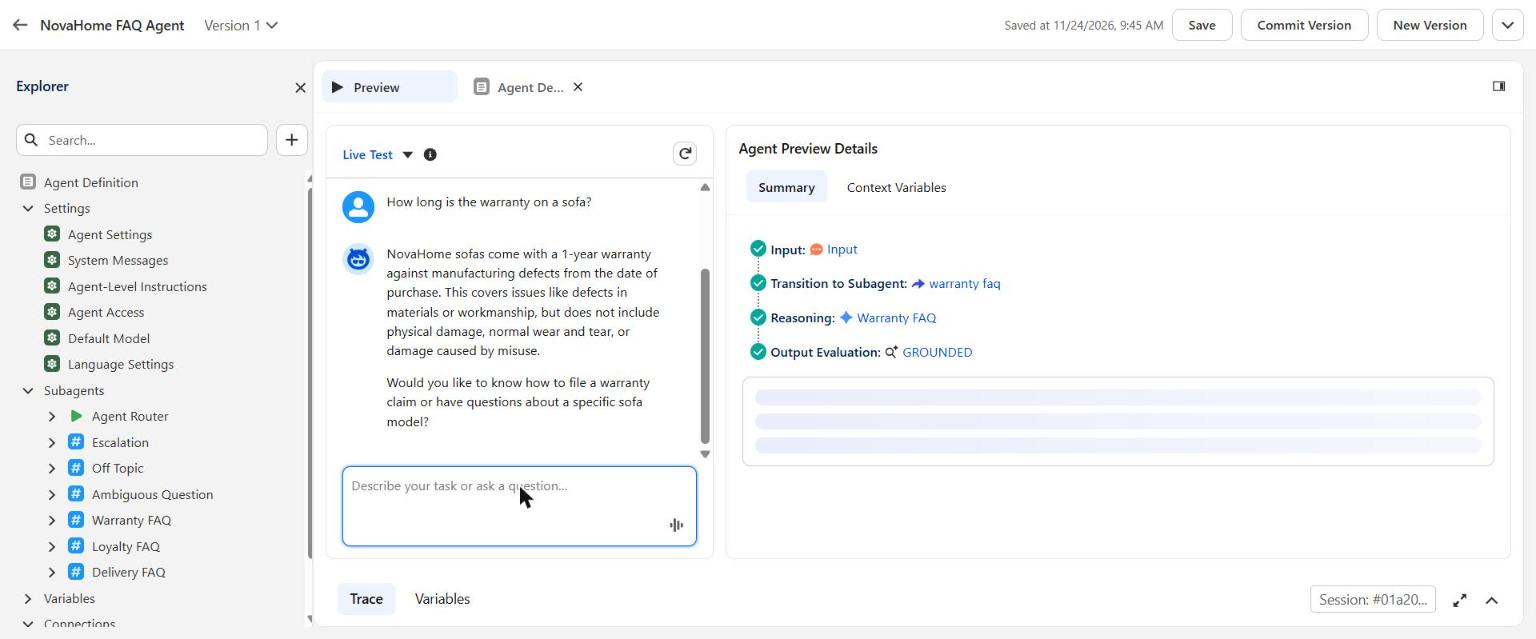 NovaHome FAQ Agent Version 1
Saved at 11/24/2026, 9:45 AM Save Commit Version New Version
Explorer
Search...
Agent Definition
Settings
Agent Settings
System Messages
Agent-Level Instructions
Agent Access
Default Model
Language Settings
Subagents
Agent Router
Escalation
Off Topic
Ambiguous Question
Warranty FAQ
Loyalty FAQ
Delivery FAQ
Variables
Connections
Preview Agent De...
Live Test
How long is the warranty on a sofa?
NovaHome sofas come with a 1-year warranty
against manufacturing defects from the date of
purchase. This covers issues like defects in
materials or workmanship, but does not include
physical damage, normal wear and tear, or
damage caused by misuse.
Would you like to know how to file a warranty
claim or have questions about a specific sofa
model?
Describe your task or ask a question...
Agent Preview Details
Summary Context Variables
Input: Input
Transition to Subagent: warranty faq
Reasoning: Warranty FAQ
Output Evaluation: GROUNDED
Trace Variables
Session: #01a20...